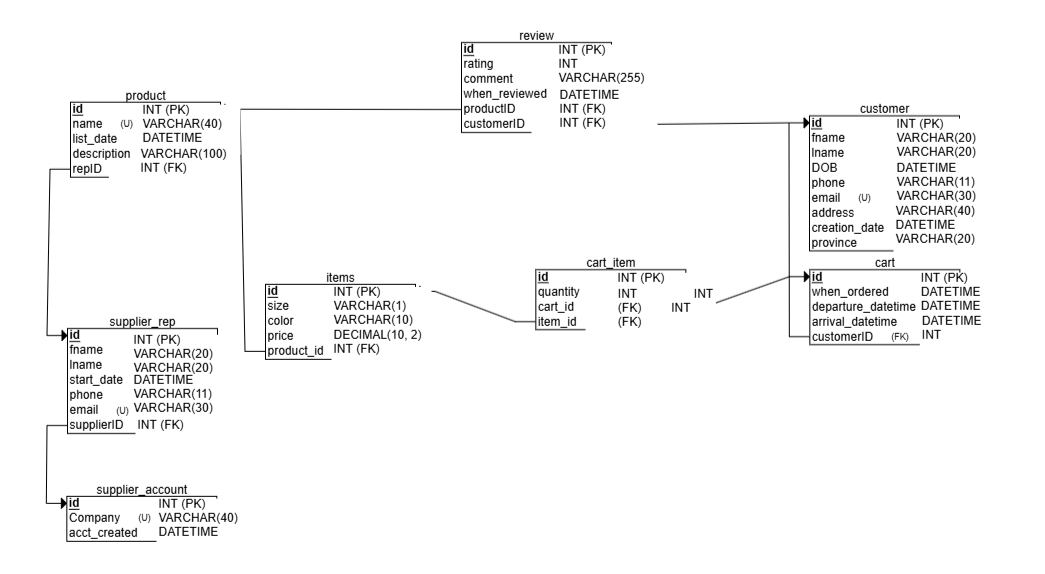 review
id INT (PK)
rating INT
comment VARCHAR(255)
when_reviewed DATETIME
productID INT (FK)
customerID INT (FK)
product
id INT (PK)
name (U) VARCHAR(40)
list_date DATETIME
description VARCHAR(100)
repID INT (FK)
customer
id INT (PK)
fname VARCHAR(20)
lname VARCHAR(20)
DOB DATETIME
phone VARCHAR(11)
email (U) VARCHAR(30)
address VARCHAR(40)
creation_date DATETIME
province VARCHAR(20)
items
id INT (PK)
size VARCHAR(1)
color VARCHAR(10)
price DECIMAL(10, 2)
product_id INT (FK)
cart_item
id INT (PK)
quantity INT INT
cart_id (FK) INT
item_id (FK)
cart
id INT (PK)
when_ordered DATETIME
departure_datetime DATETIME
arrival_datetime DATETIME
customerID (FK) INT
supplier_rep
id INT (PK)
fname VARCHAR(20)
lname VARCHAR(20)
start_date DATETIME
phone VARCHAR(11)
email (U) VARCHAR(30)
supplierID INT (FK)
supplier_account
id INT (PK)
Company (U) VARCHAR(40)
acct_created DATETIME